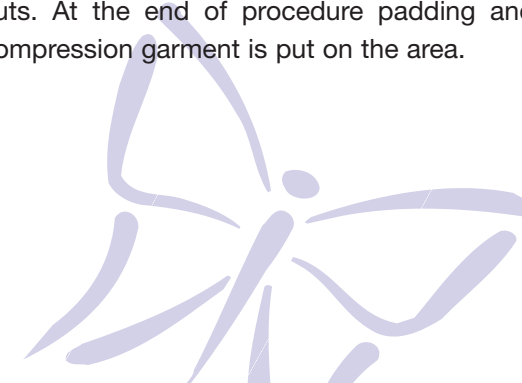 uts. At the end of procedure padding and
ompression garment is put on the area.